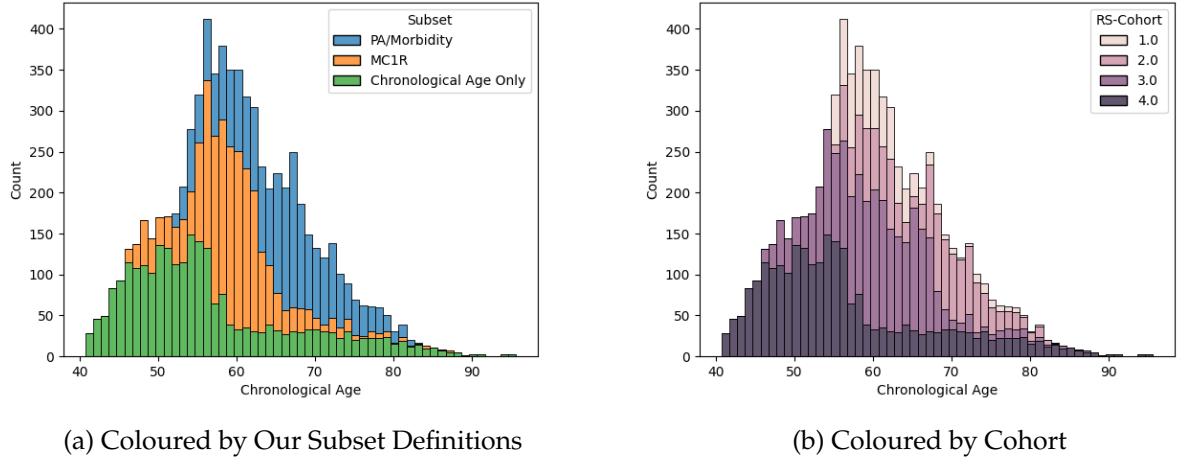 Subset
PA/Morbidity
MC1R
Chronological Age Only
Count
400
350
300
250
200
150
100
50
0
40 50 60 70 80 90
Chronological Age
(a) Coloured by Our Subset Definitions
RS-Cohort
1.0
2.0
3.0
4.0
Count
400
350
300
250
200
150
100
50
0
40 50 60 70 80 90
Chronological Age
(b) Coloured by Cohort